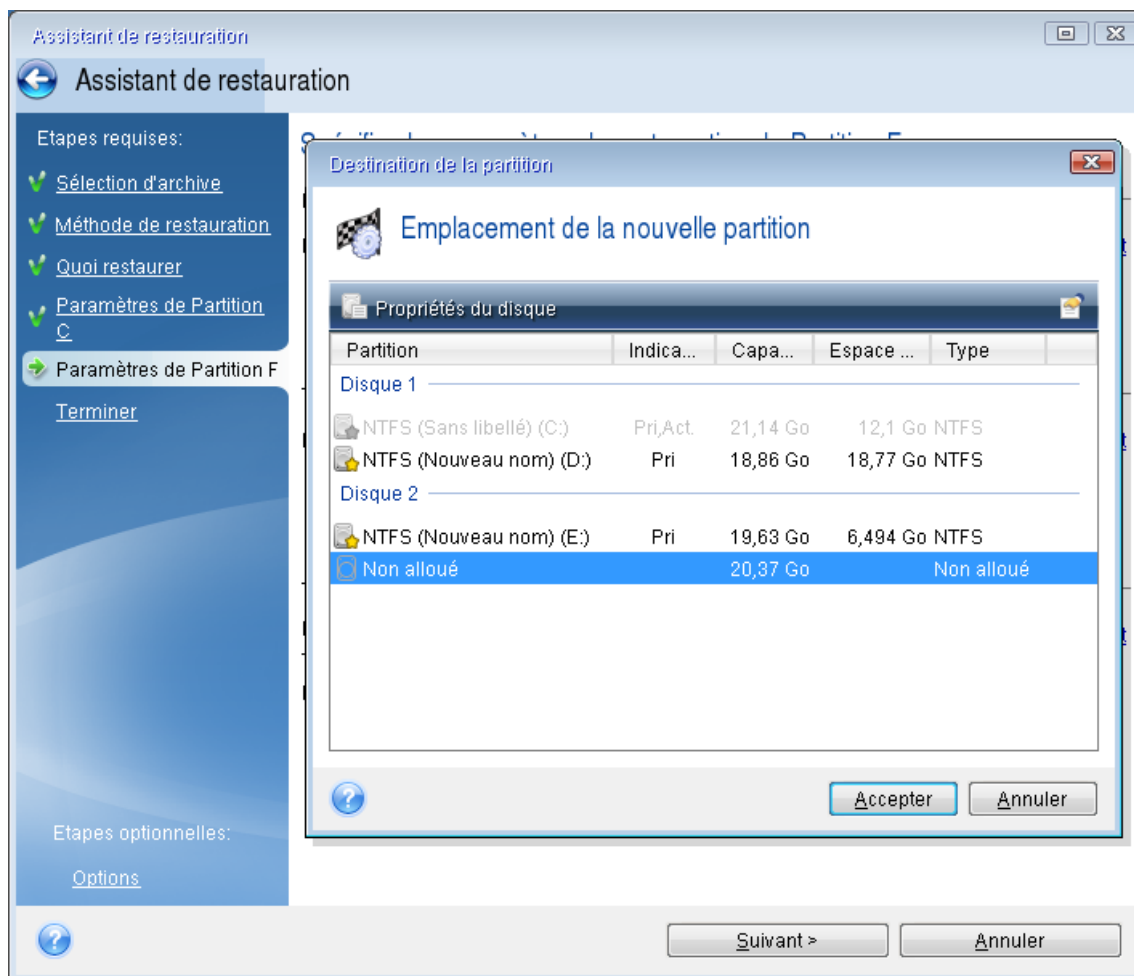 Assistant de restauration
Assistant de restauration
Etapes requises:
Sélection d'archive
Méthode de restauration
Quoi restaurer
Paramètres de Partition
C
Paramètres de Partition F
Terminer
Etapes optionnelles:
Options
Destination de la partition
Emplacement de la nouvelle partition
Propriétés du disque
Partition Indica... Capa... Espace ... Type
Disque 1
NTFS (Sans libellé) (C:) Pri,Act. 21,14 Go 12,1 Go NTFS
NTFS (Nouveau nom) (D:) Pri 18,86 Go 18,77 Go NTFS
Disque 2
NTFS (Nouveau nom) (E:) Pri 19,63 Go 6,494 Go NTFS
Non alloué 20,37 Go Non alloué
Accepter Annuler
Suivant > Annuler